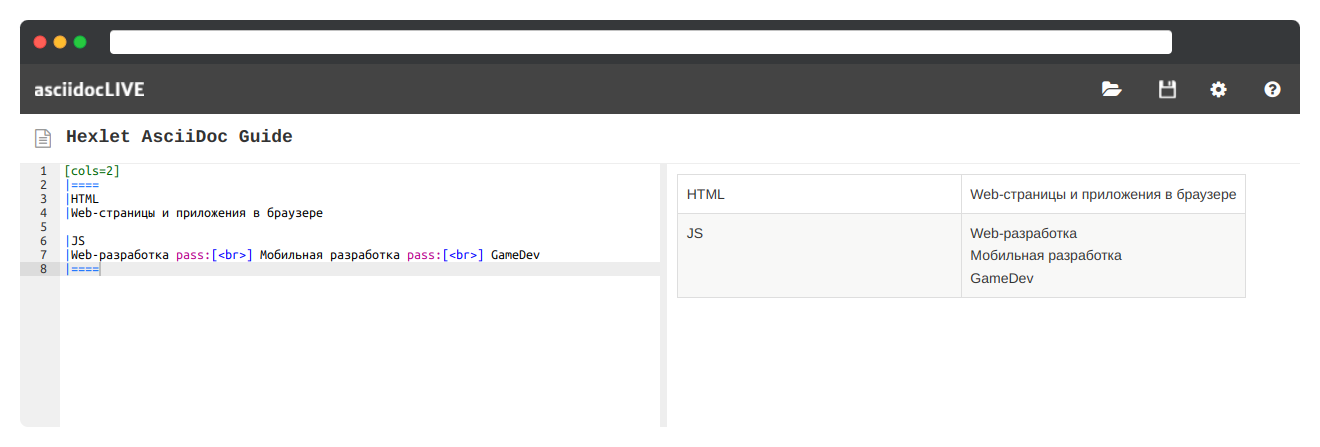 asciidocLIVE
Hexlet AsciiDoc Guide
1 [cols=2]
2 |====
3 |HTML
4 |Web-страницы и приложения в браузере
5
6 |JS
7 |Web-разработка pass:[<br>] Мобильная разработка pass:[<br>] GameDev
8 |====
HTML Web-страницы и приложения в браузере
JS Web-разработка
Мобильная разработка
GameDev